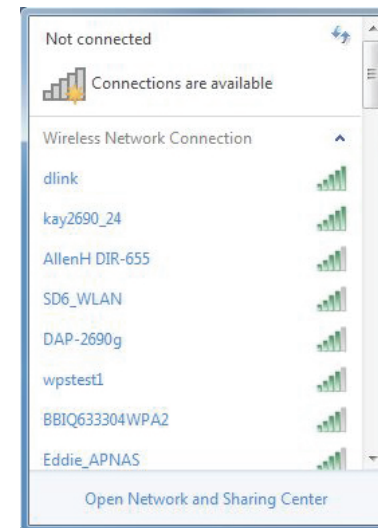 Not connected
Connections are available
Wireless Network Connection
dlink
kay2690_24
AllenH DIR-655
SD6_WLAN
DAP-2690g
wpstest1
BBIQ633304WPA2
Eddie_APNAS
Open Network and Sharing Center